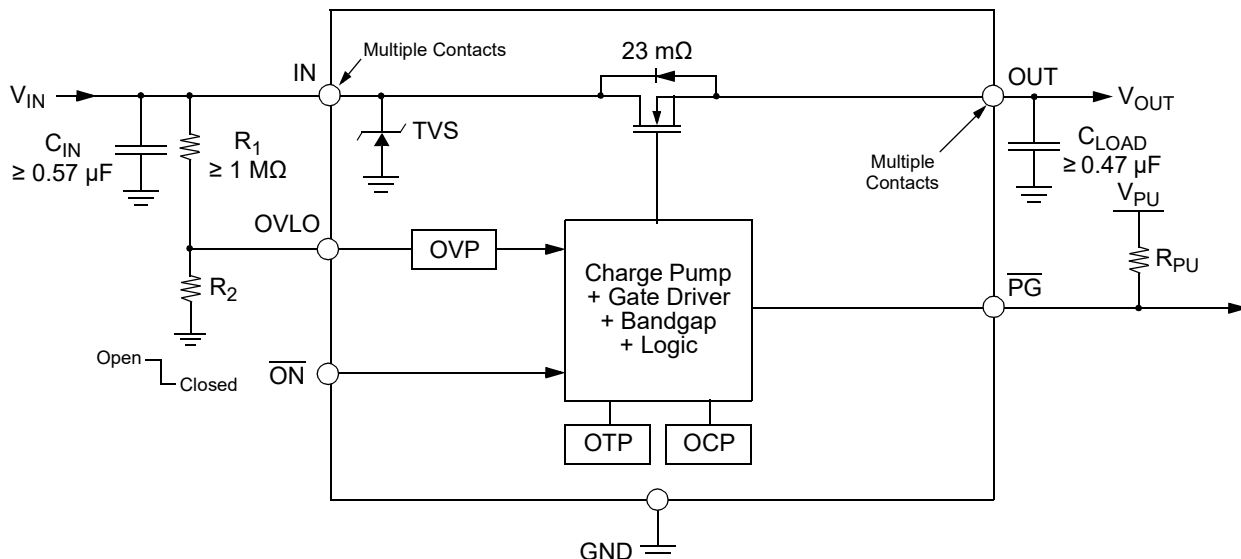 Multiple Contacts
23 mΩ
IN
OUT
V_IN
V_OUT
TVS
C_IN
≥ 0.57 µF
R_1
≥ 1 MΩ
C_LOAD
≥ 0.47 µF
Multiple
Contacts
V_PU
OVLO
OVP
R_PU
Charge Pump
+ Gate Driver
+ Bandgap
+ Logic
R_2
P̅G̅
Open
Closed
O̅N̅
OTP
OCP
GND